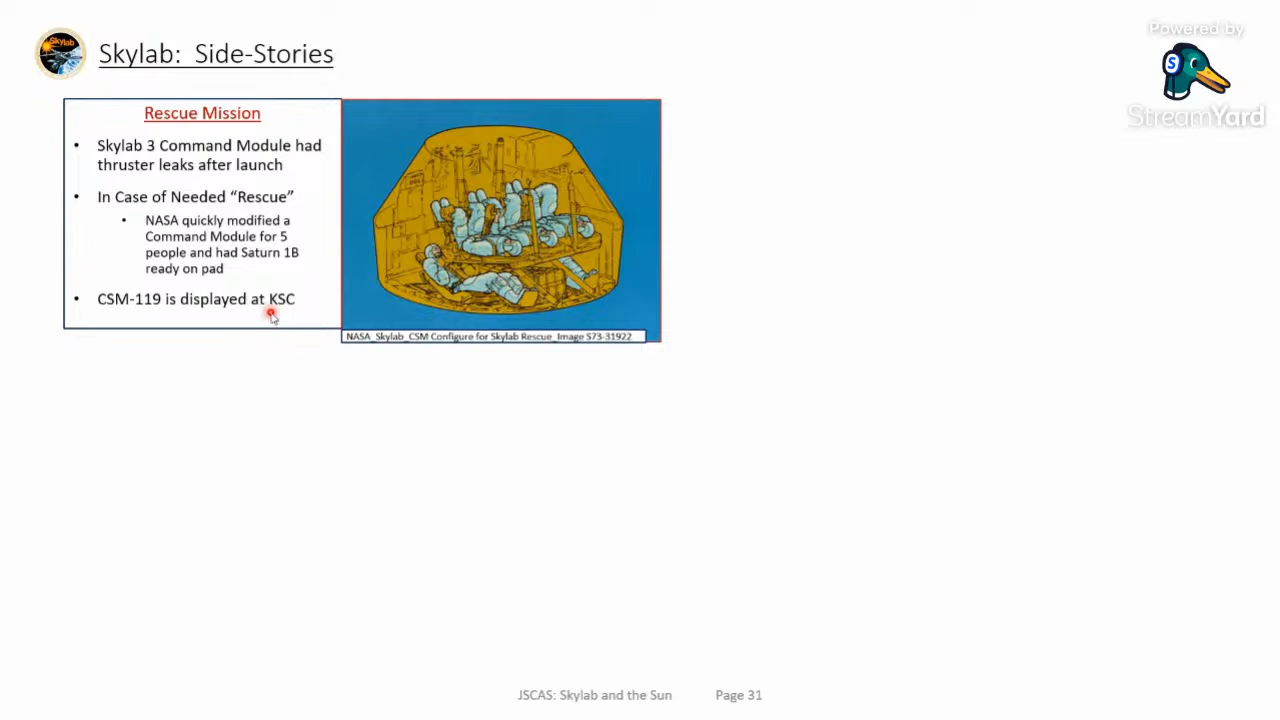 Powered by
StreamYard
Skylab
Skylab: Side-Stories
Rescue Mission
• Skylab 3 Command Module had
thruster leaks after launch
• In Case of Needed “Rescue”
• NASA quickly modified a
Command Module for 5
people and had Saturn 1B
ready on pad
• CSM-119 is displayed at KSC
NASA_Skylab_CSM Configure for Skylab Rescue_Image S73-31922
JSCAS: Skylab and the Sun Page 31